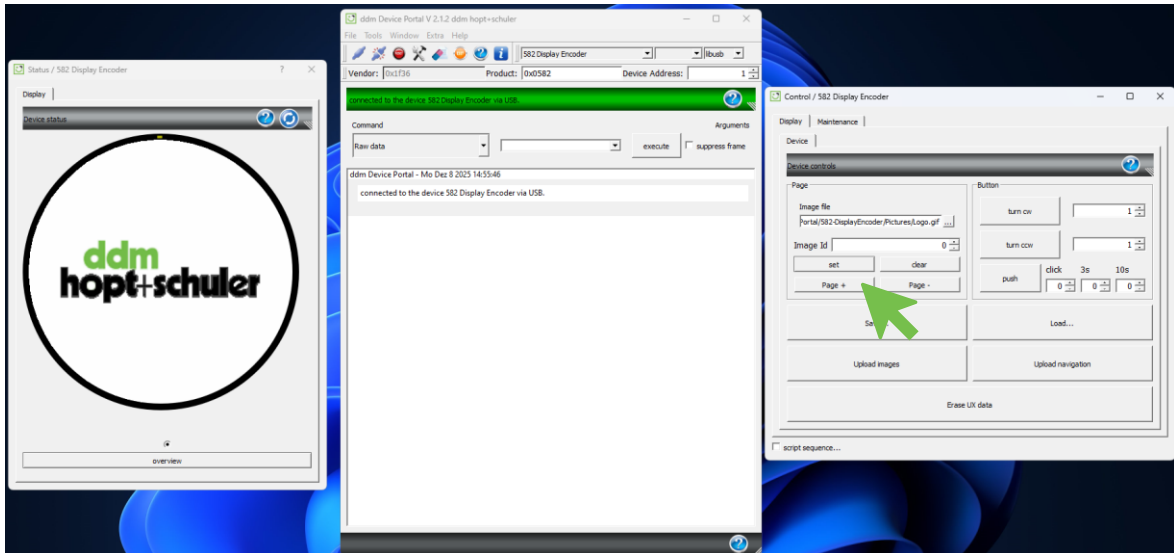 Status / 582 Display Encoder
Display
Device status
ddm
hopt+schuler
overview
ddm Device Portal V 2.1.2 ddm hopt+schuler
File Tools Window Extra Help
582 Display Encoder
libusb
Vendor: 0x1f36 Product: 0x0582 Device Address: 1
connected to the device 582 Display Encoder via USB.
Command Arguments
Raw data execute suppress frame
ddm Device Portal - Mo Dez 8 2025 14:55:46
connected to the device 582 Display Encoder via USB.
Control / 582 Display Encoder
Display Maintenance
Device
Device controls
Page
Image file
Portal/582-DisplayEncoder/Pictures/Logo.gif ...
Image Id 0
set clear
Page + Page -
Button
turn cw 1
turn ccw 1
push click 3s 10s
0 0 0
Load...
Upload images Upload navigation
Erase UX data
script sequence...